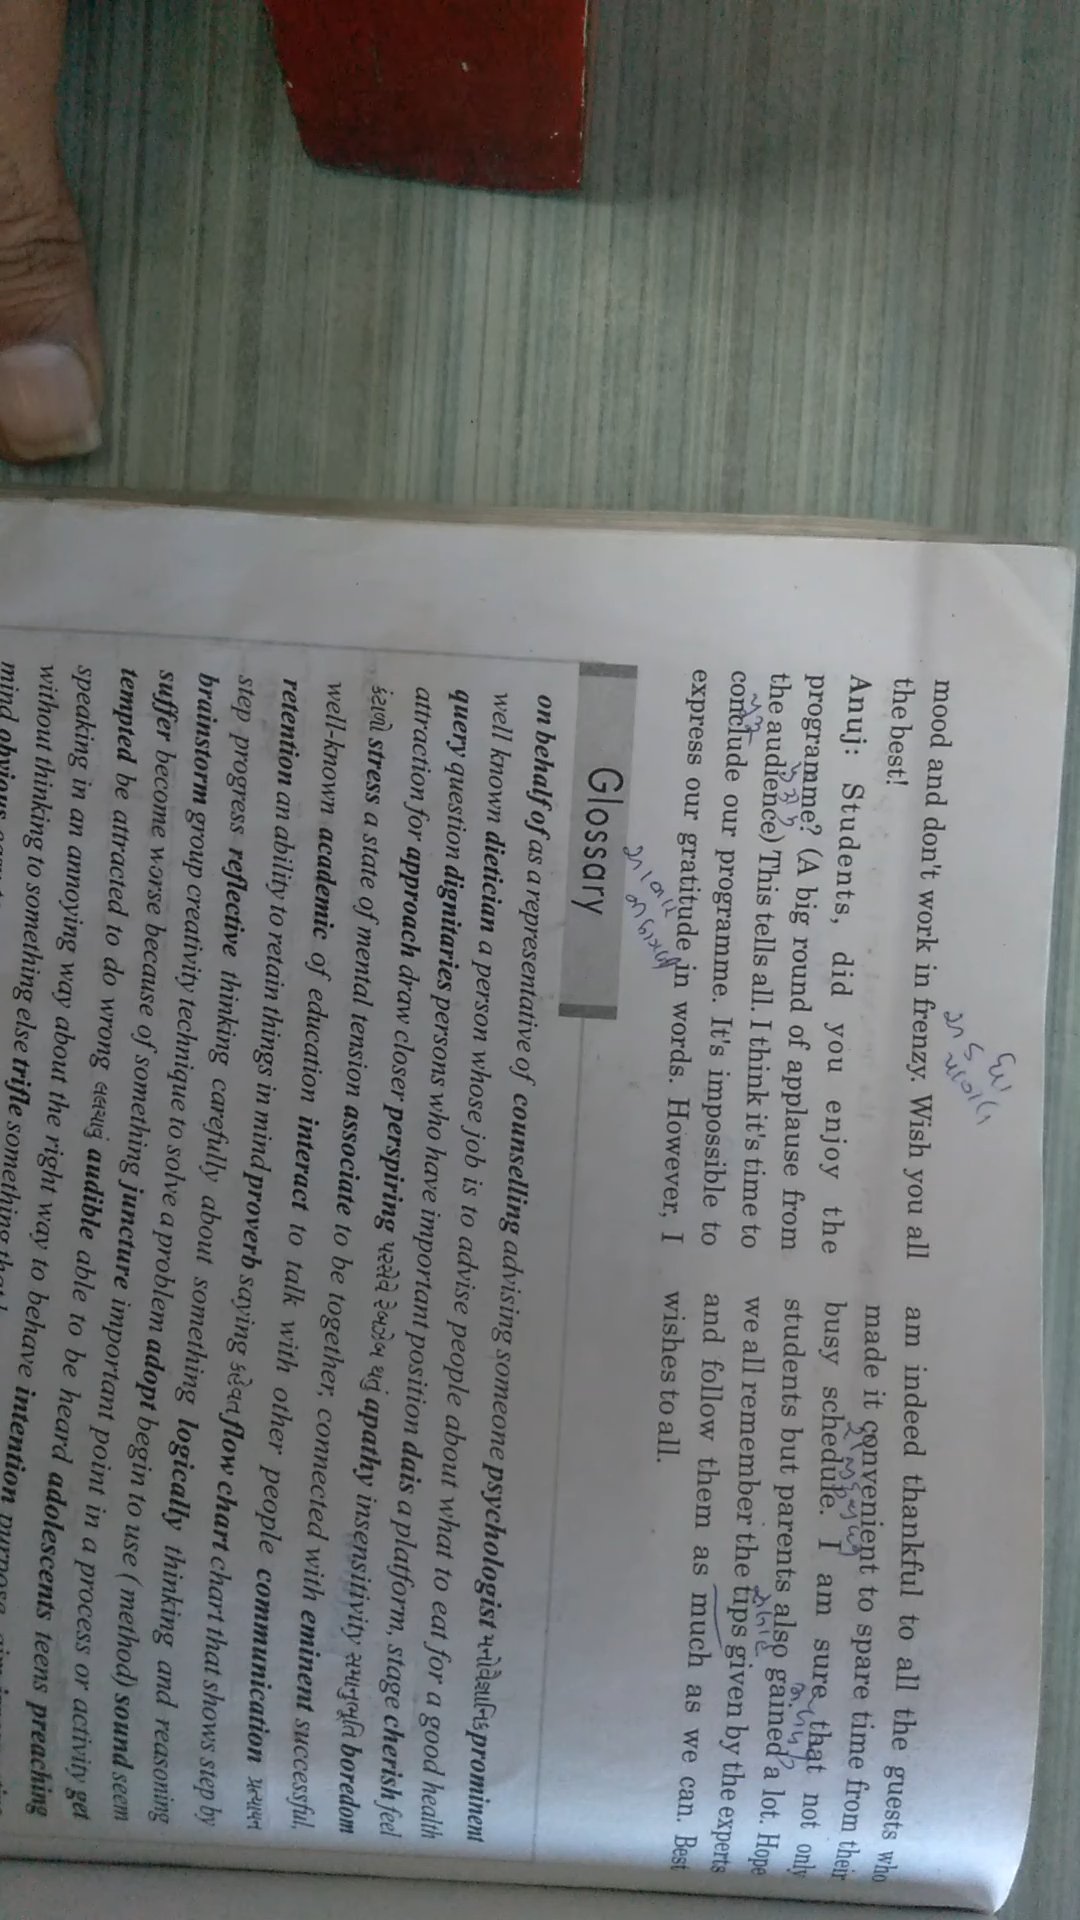 mood and don't work in frenzy. Wish you all
the best!
Anuj: Students, did you enjoy the
programme? (A big round of applause from
the audience) This tells all. I think it's time to
conclude our programme. It's impossible to
express our gratitude in words. However, I
am indeed thankful to all the guests who
made it convenient to spare time from their
busy schedule. I am sure that not only
students but parents also gained a lot. Hope
we all remember the tips given by the experts
and follow them as much as we can. Best
wishes to all.
Glossary
on behalf of as a representative of counselling advising someone psychologist મનોવૈજ્ઞાનિક prominent
well known dietician a person whose job is to advise people about what to eat for a good health
query question dignitaries persons who have important position dais a platform, stage cherish feel
attraction for approach draw closer perspiring પરસેવે રેબઝેબ થવું apathy insensitivity boredom
કંટાળો stress a state of mental tension associate to be together, connected with eminent successful,
well-known academic of education interact to talk with other people communication પ્રત્યાયન
retention an ability to retain things in mind proverb saying કહેવત flow chart chart that shows step by
step progress reflective thinking carefully about something logically thinking and reasoning
brainstorm group creativity technique to solve a problem adopt begin to use (method) sound seem
suffer become worse because of something juncture important point in a process or activity get
tempted be attracted to do wrong લલચાવું audible able to be heard adolescents teens preaching
speaking in an annoying way about the right way to behave intention
without thinking to something else trifle something
mind obvious